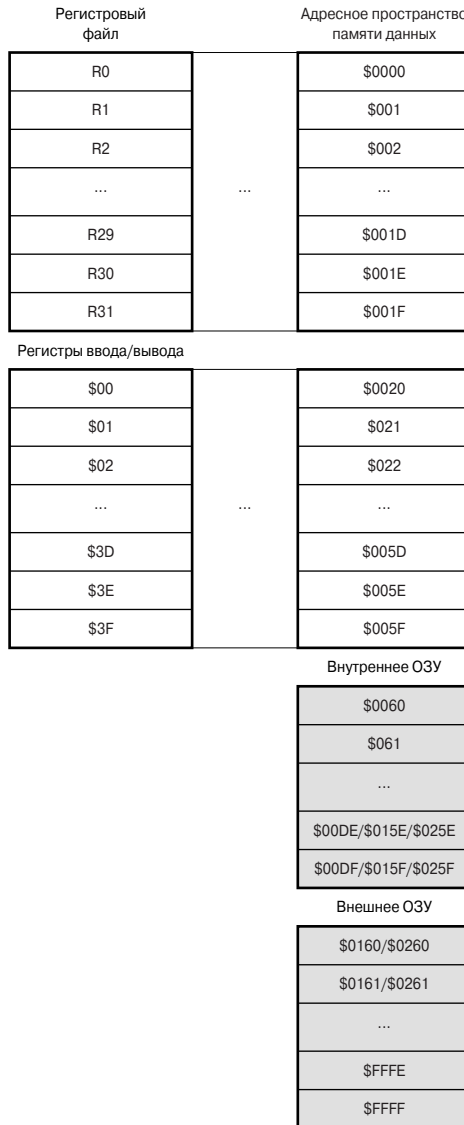 Регистровый
файл
Адресное пространство
памяти данных
R0
$0000
R1
$001
R2
$002
...
...
...
R29
$001D
R30
$001E
R31
$001F
Регистры ввода/вывода
$00
$0020
$01
$021
$02
$022
...
...
...
$3D
$005D
$3E
$005E
$3F
$005F
Внутреннее ОЗУ
$0060
$061
...
$00DE/$015E/$025E
$00DF/$015F/$025F
Внешнее ОЗУ
$0160/$0260
$0161/$0261
...
$FFFE
$FFFF